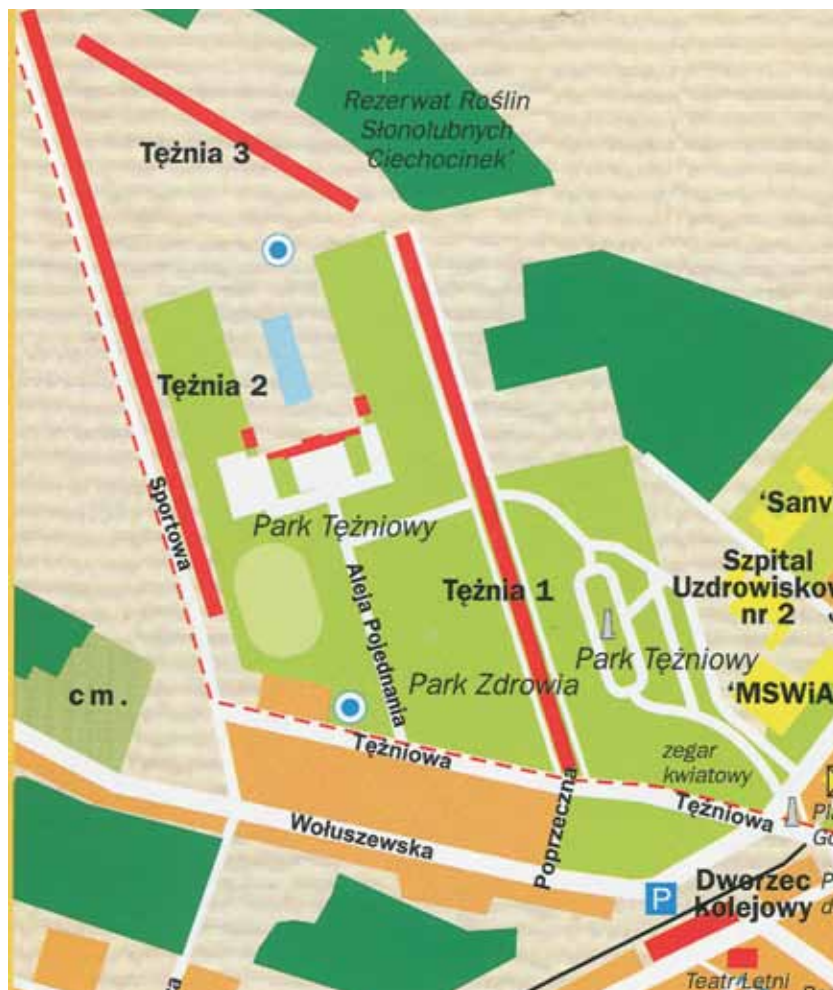 Rezerwat Roślin
Słonolubnych
‘Ciechocinek’
Tężnia 3
Tężnia 2
Sportowa
Park Tężniowy
Aleja Pojednania
Tężnia 1
‘Sanv
Szpital
Uzdrowiskow
nr 2
Park Tężniowy
Park Zdrowia
‘MSWiA
cm.
Tężniowa
zegar
kwiatowy
Tężniowa
Wołuszewska
Poprzeczna
P
Dworzec
kolejowy
Teatr Letni